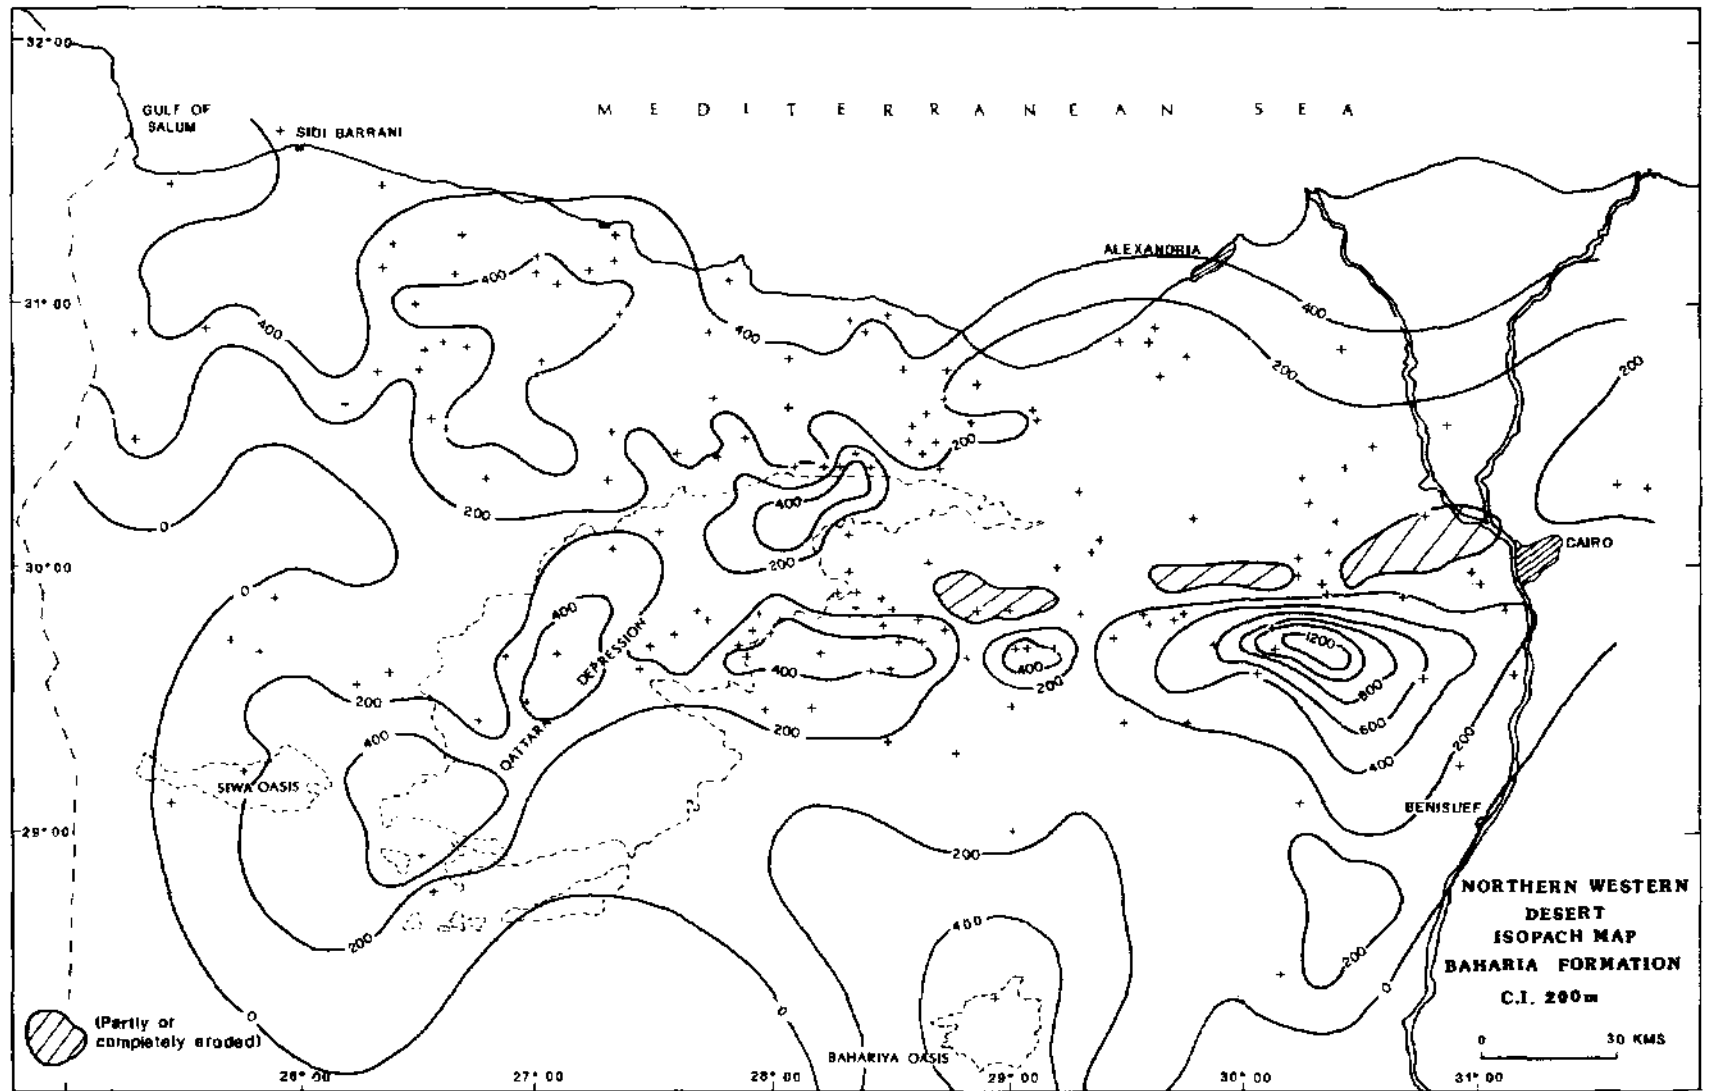 32°00
GULF OF
SALUM
SIDI BARRANI
MEDITERRANEAN SEA
ALEXANDRIA
400
31°00
400
400
400
200
200
200
400
0
200
200
CAIRO
30°00
0
400
QATTARA DEPRESSION
400
400
200
1200
800
600
400
200
200
400
200
SIWA OASIS
29°00
BENISUEF
200
400
200
200
0
0
0
NORTHERN WESTERN
DESERT
ISOPACH MAP
BAHARIA FORMATION
C.I. 200m
0 30 KMS
(Partly or
completely eroded)
BAHARIYA OASIS
26°00 27°00 28°00 29°00 30°00 31°00